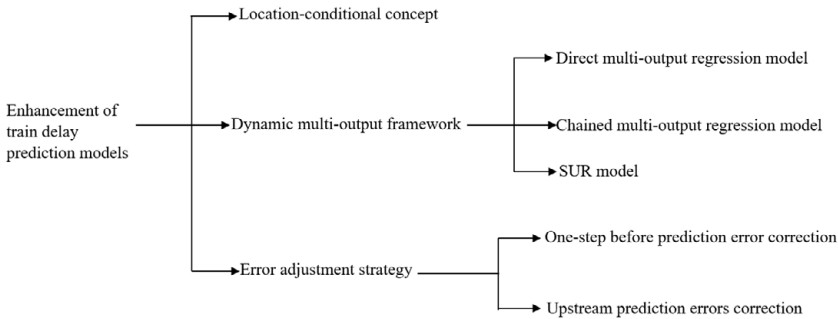 Location-conditional concept
Direct multi-output regression model
Enhancement of
train delay
prediction models
Dynamic multi-output framework
Chained multi-output regression model
SUR model
One-step before prediction error correction
Error adjustment strategy
Upstream prediction errors correction